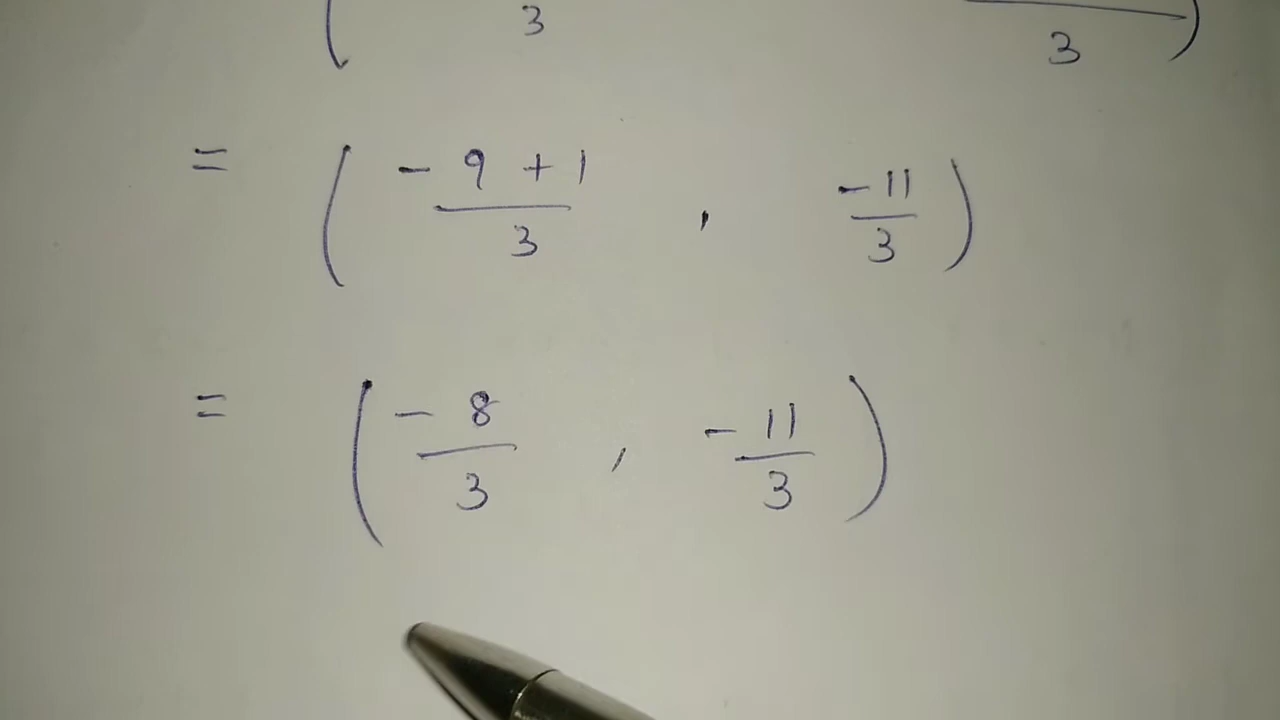 3 3
= ( -9+1/3 , -11/3 )
= ( -8/3 , -11/3 )